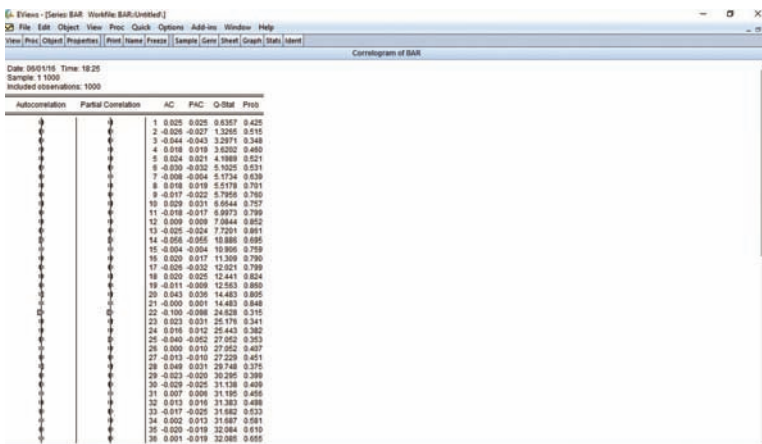 EViews - [Series: BAR Workfile: BAR::Untitled\]
File Edit Object View Proc Quick Options Add-ins Window Help
View Proc Object Properties Print Name Freeze Sample Genr Sheet Graph Stats Ident
Correlogram of BAR
Date: 06/01/16 Time: 18:25
Sample: 1 1000
Included observations: 1000
Autocorrelation Partial Correlation AC PAC Q-Stat Prob
1 0.025 0.025 0.6357 0.425
2 -0.026 -0.027 1.3265 0.515
3 -0.044 -0.043 3.2971 0.348
4 0.018 0.019 3.6202 0.460
5 0.024 0.021 4.1989 0.521
6 -0.030 -0.032 5.1025 0.531
7 -0.008 -0.004 5.1734 0.639
8 0.018 0.019 5.5178 0.701
9 -0.017 -0.022 5.7956 0.760
10 0.029 0.031 6.6544 0.757
11 -0.018 -0.017 6.9973 0.799
12 0.009 0.009 7.0844 0.852
13 -0.025 -0.024 7.7201 0.861
14 -0.056 -0.055 10.886 0.695
15 -0.004 -0.004 10.906 0.759
16 0.020 0.017 11.309 0.790
17 -0.026 -0.032 12.021 0.799
18 0.020 0.025 12.441 0.824
19 -0.011 -0.009 12.563 0.860
20 0.043 0.036 14.483 0.805
21 -0.000 0.001 14.483 0.848
22 -0.100 -0.098 24.828 0.315
23 0.023 0.031 25.176 0.341
24 0.016 0.012 25.443 0.382
25 -0.040 -0.052 27.052 0.353
26 0.000 0.010 27.052 0.407
27 -0.013 -0.010 27.229 0.451
28 0.049 0.031 29.748 0.375
29 -0.023 -0.020 30.295 0.399
30 -0.029 -0.025 31.138 0.409
31 0.007 0.006 31.195 0.456
32 0.013 0.016 31.383 0.498
33 -0.017 -0.025 31.682 0.533
34 0.002 0.013 31.687 0.581
35 -0.020 -0.019 32.084 0.610
36 0.001 -0.019 32.085 0.655